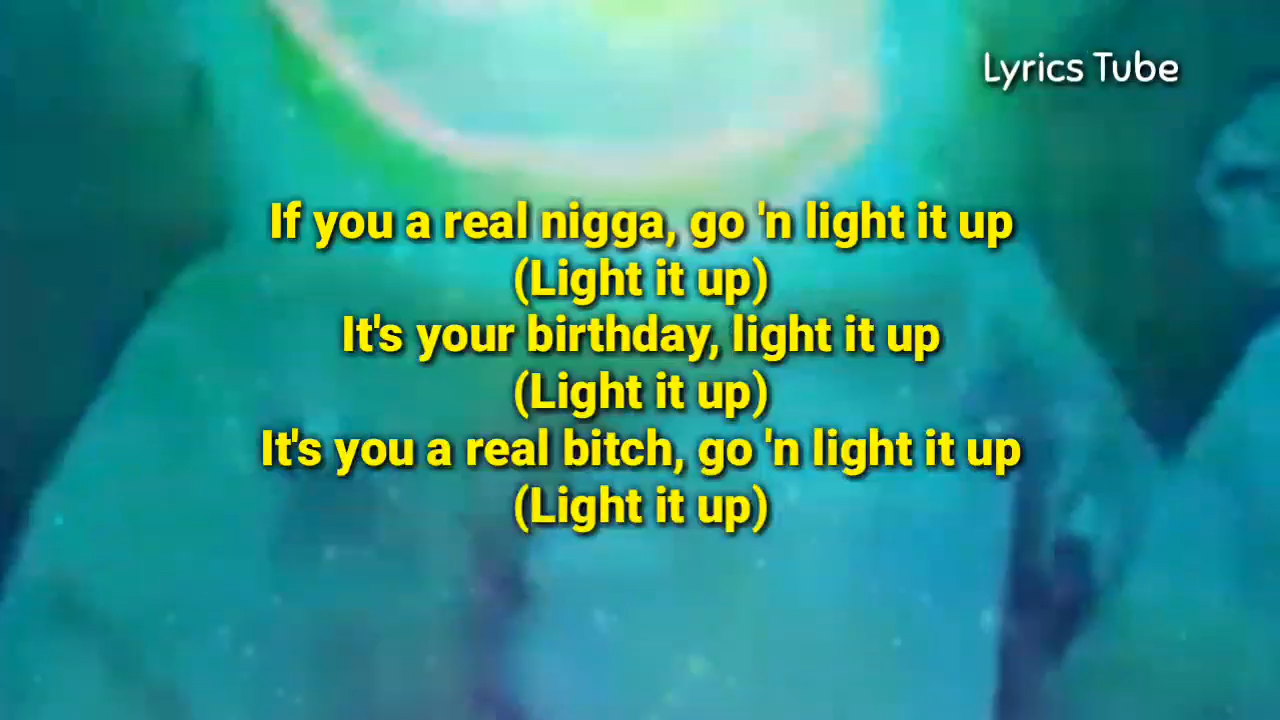 Lyrics Tube
If you a real nigga, go 'n light it up
(Light it up)
It's your birthday, light it up
(Light it up)
It's you a real bitch, go 'n light it up
(Light it up)